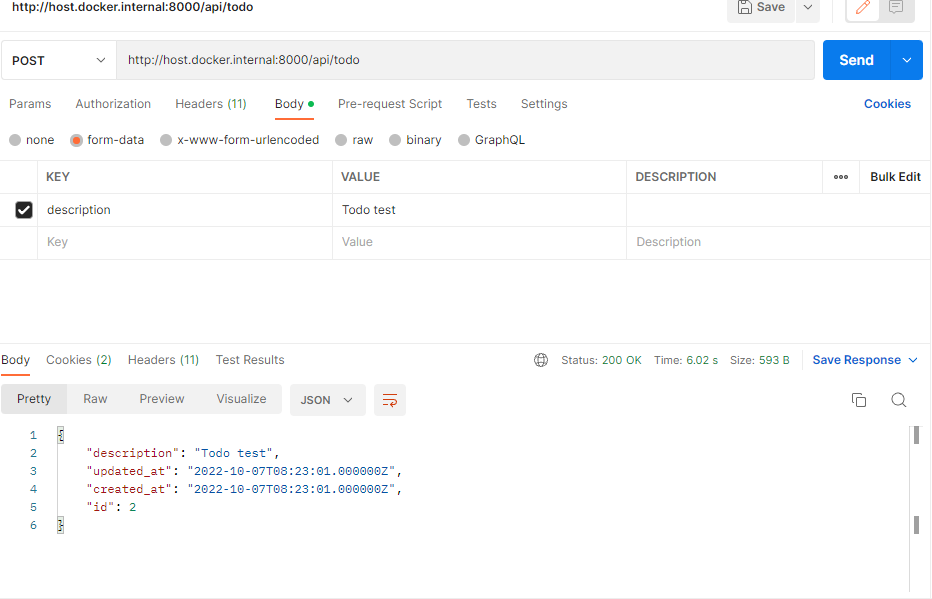 http://host.docker.internal:8000/api/todo Save
POST http://host.docker.internal:8000/api/todo Send
Params Authorization Headers (11) Body Pre-request Script Tests Settings Cookies
none form-data x-www-form-urlencoded raw binary GraphQL
KEY VALUE DESCRIPTION ooo Bulk Edit
description Todo test
Key Value Description
Body Cookies (2) Headers (11) Test Results Status: 200 OK Time: 6.02 s Size: 593 B Save Response
Pretty Raw Preview Visualize JSON
1 {
2 "description": "Todo test",
3 "updated_at": "2022-10-07T08:23:01.000000Z",
4 "created_at": "2022-10-07T08:23:01.000000Z",
5 "id": 2
6 }